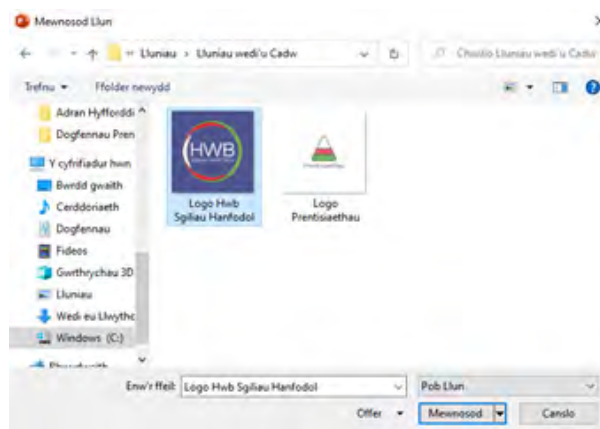 Mewnosod Llun
Lluniau › Lluniau wedi'u Cadw
Chwilio Lluniau wedi'u Cadw
Trefnu
Ffolder newydd
Adran Hyfforddi
Dogfennau Pren
Y cyfrifiadur hwn
Bwrdd gwaith
Cerddoriaeth
Dogfennau
Fideos
Gwrthrychau 3D
Lluniau
Wedi eu Llwytho
Windows (C:)
HWB
Logo Hwb
Sgiliau Hanfodol
Logo
Prentisiaethau
Enw'r ffeil: Logo Hwb Sgiliau Hanfodol
Pob Llun
Offer
Mewnosod
Canslo